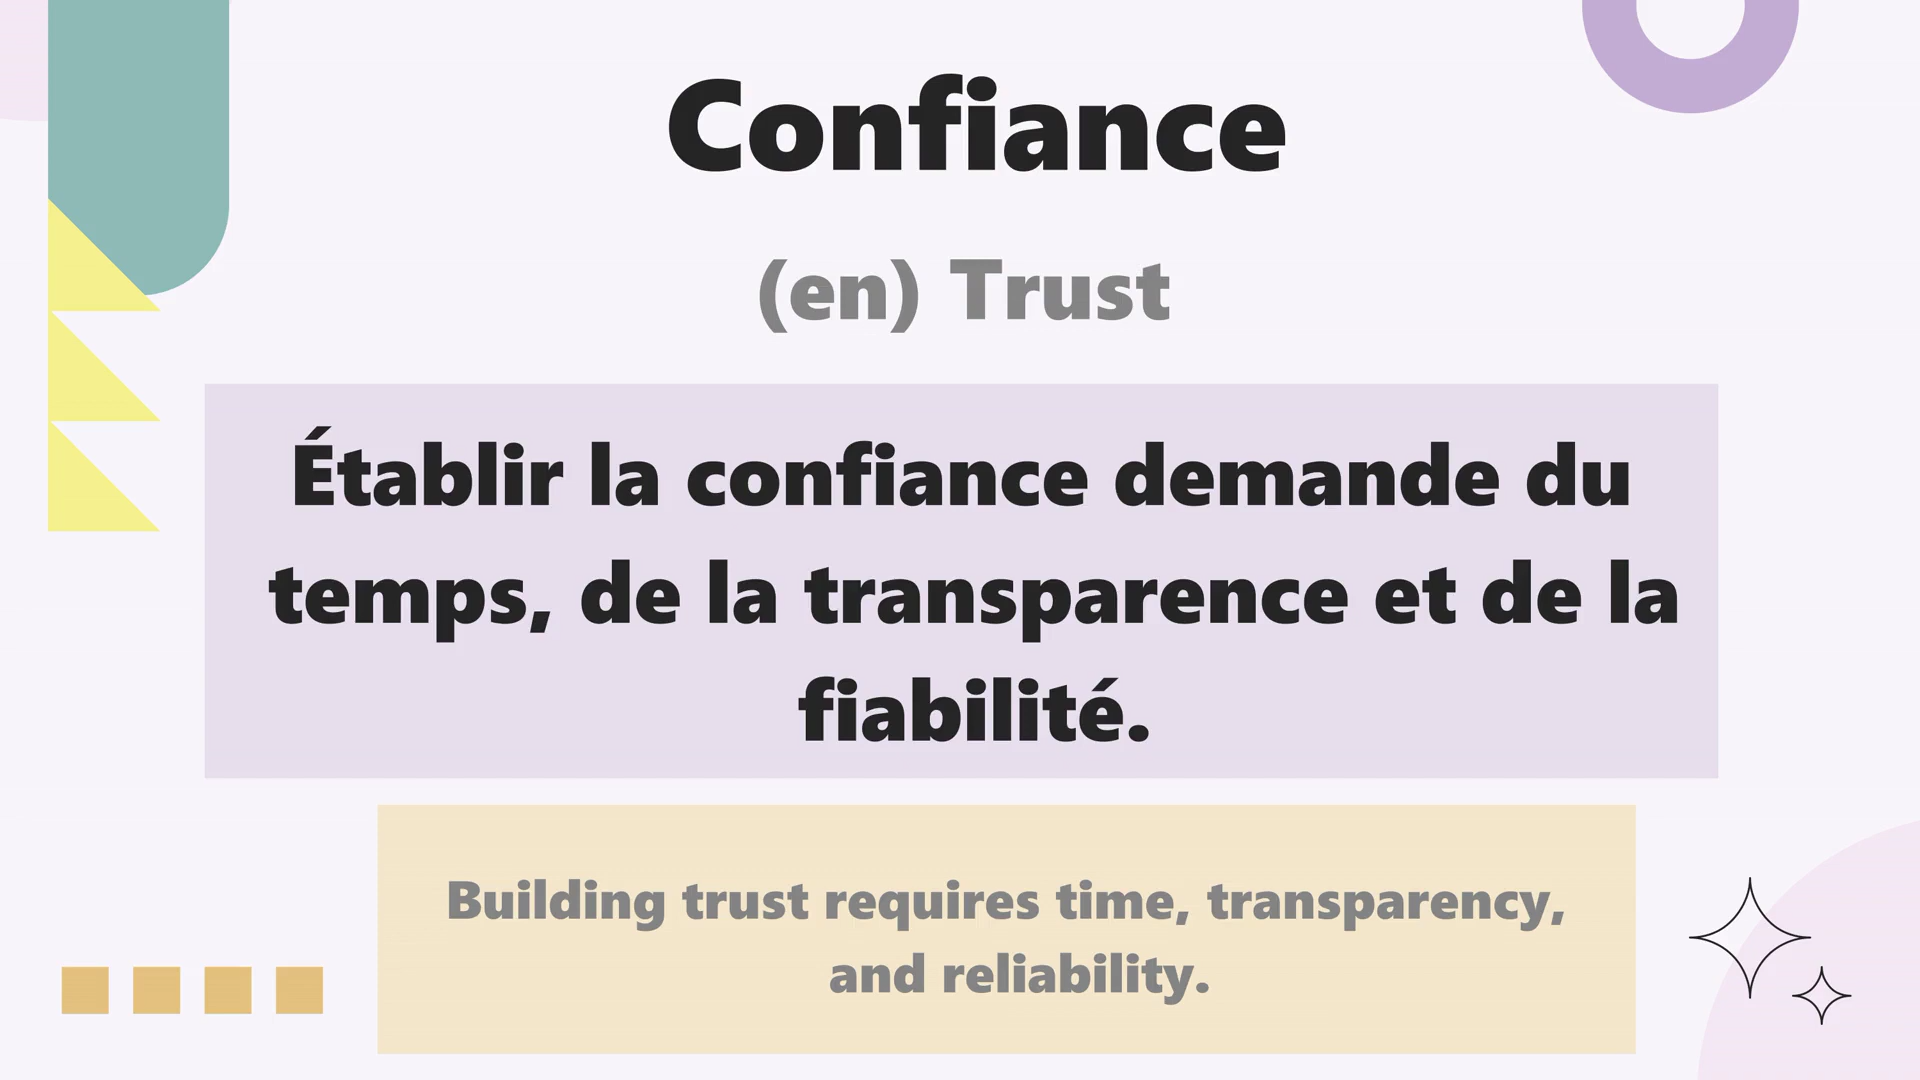 Confiance
(en) Trust
Établir la confiance demande du
temps, de la transparence et de la
fiabilité.
Building trust requires time, transparency,
and reliability.